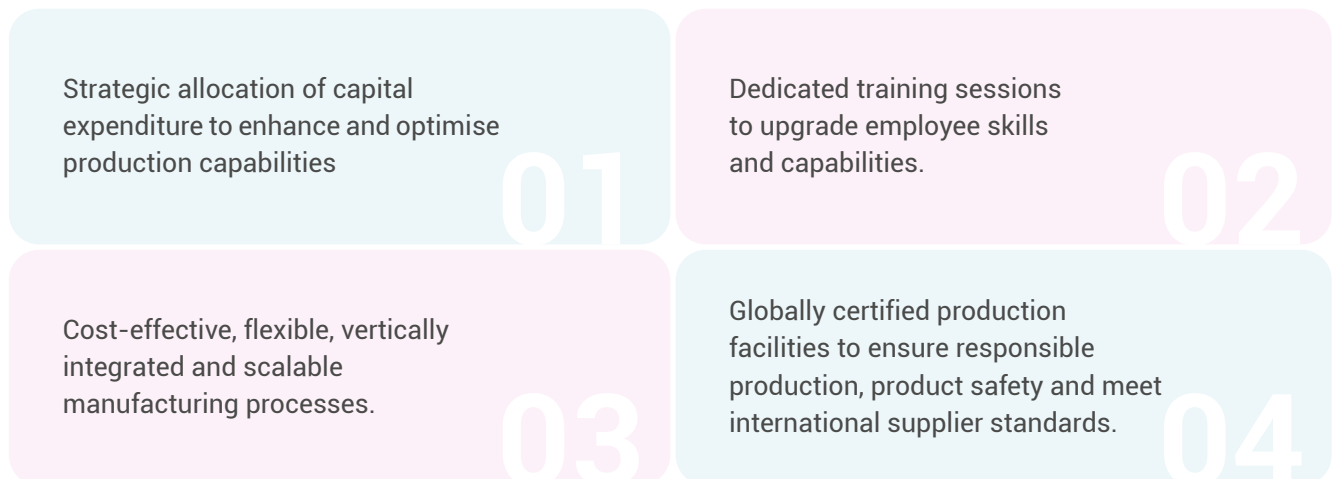 Strategic allocation of capital
expenditure to enhance and optimise
production capabilities
01
Dedicated training sessions
to upgrade employee skills
and capabilities.
02
Cost-effective, flexible, vertically
integrated and scalable
manufacturing processes.
03
Globally certified production
facilities to ensure responsible
production, product safety and meet
international supplier standards.
04